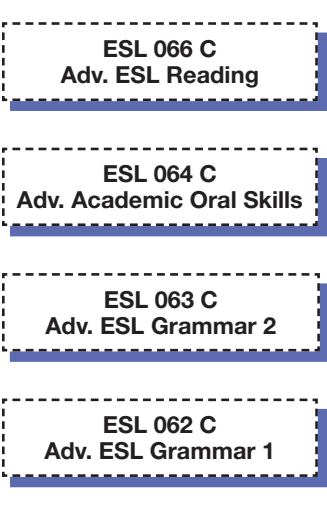 ESL 066 C
Adv. ESL Reading
ESL 064 C
Adv. Academic Oral Skills
ESL 063 C
Adv. ESL Grammar 2
ESL 062 C
Adv. ESL Grammar 1